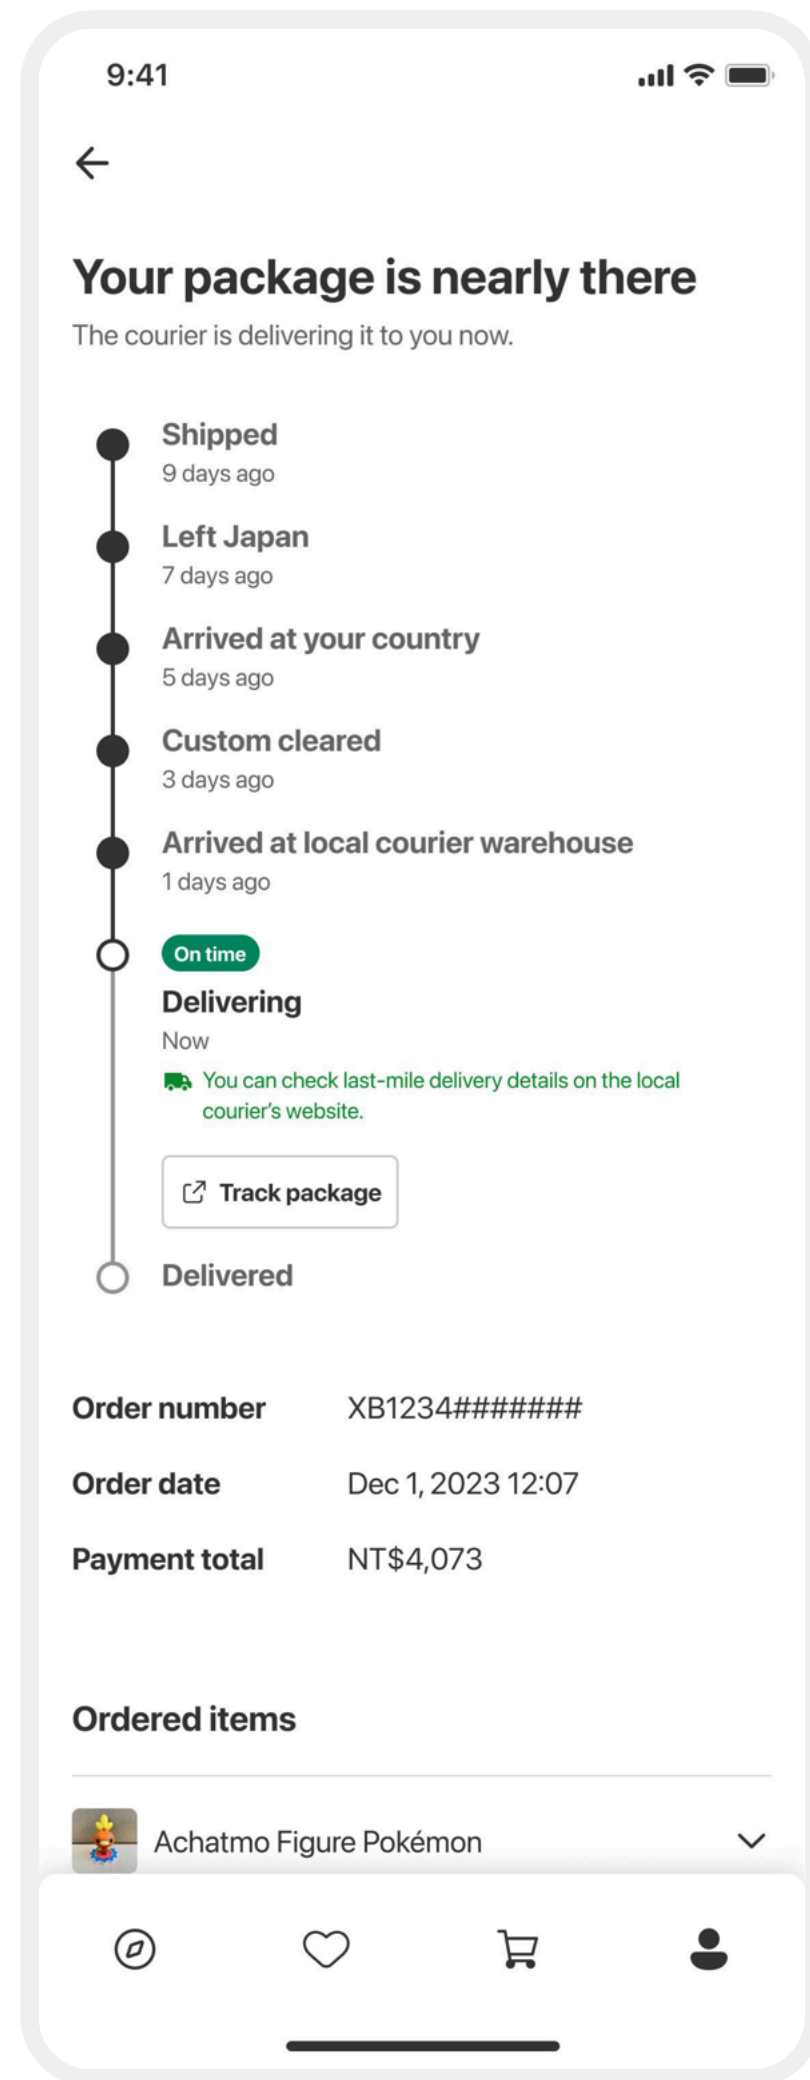 9:41
Your package is nearly there
The courier is delivering it to you now.
Shipped
9 days ago
Left Japan
7 days ago
Arrived at your country
5 days ago
Custom cleared
3 days ago
Arrived at local courier warehouse
1 days ago
On time
Delivering
Now
You can check last-mile delivery details on the local
courier's website.
Track package
Delivered
Order number XB1234#######
Order date Dec 1, 2023 12:07
Payment total NT$4,073
Ordered items
Achatmo Figure Pokémon